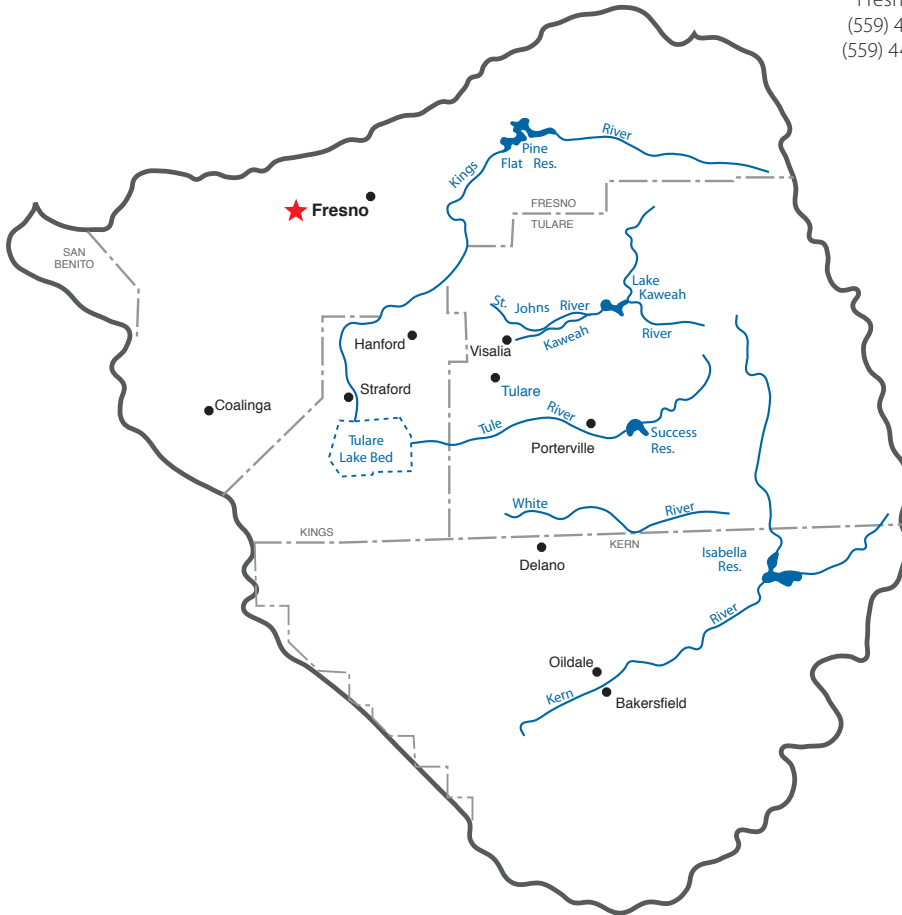 (559) 4
(559) 44
River
Pine
Flat Res.
Kings
Fresno
FRESNO
TULARE
SAN
BENITO
Lake
Kaweah
St. Johns River
Kaweah
River
Hanford
Visalia
Tulare
Straford
Coalinga
Tule River
Porterville
Success
Res.
Tulare
Lake Bed
White River
KINGS
KERN
Delano
Isabella
Res.
River
Oildale
Kern
Bakersfield